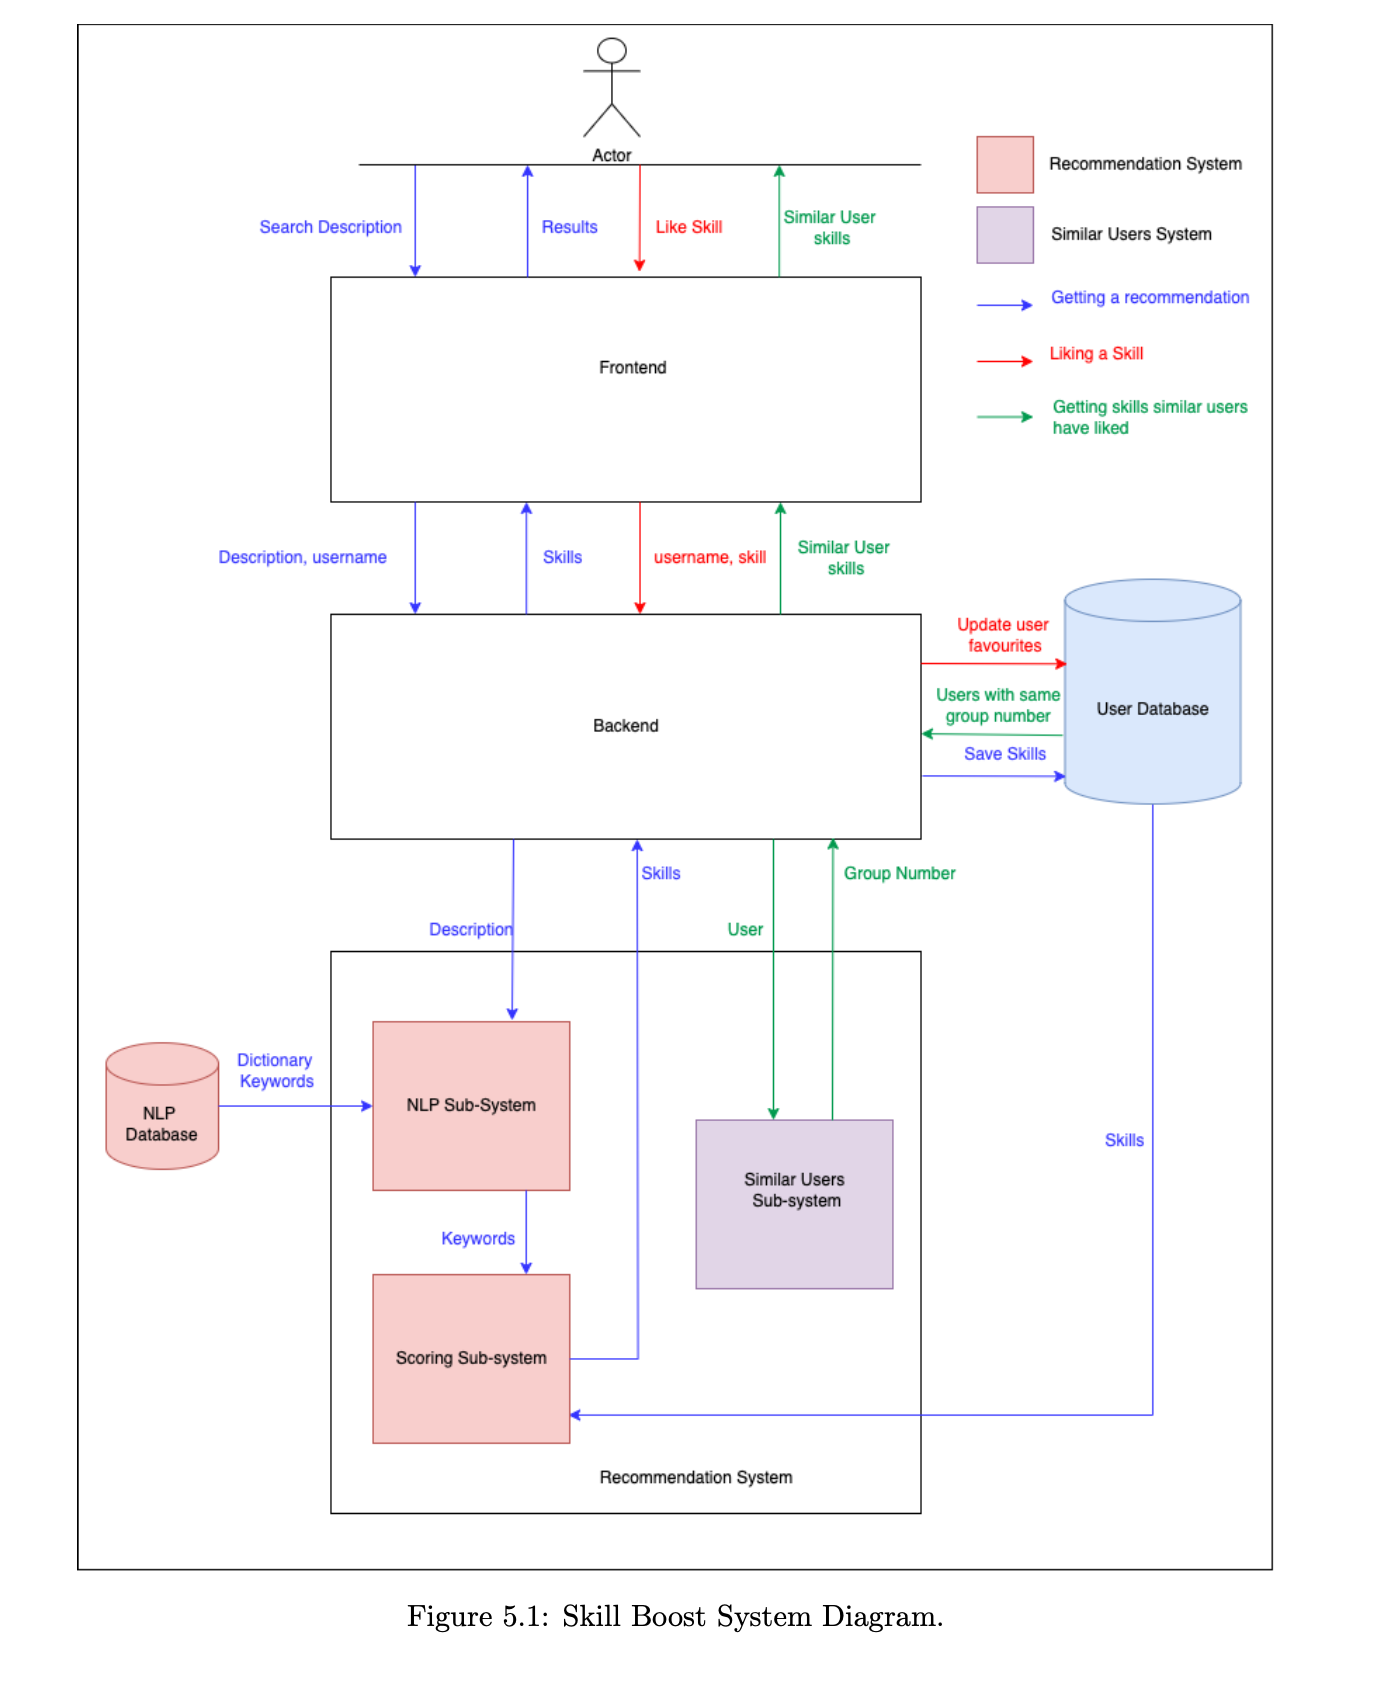 Actor
Recommendation System
Similar Users System
Getting a recommendation
Liking a Skill
Getting skills similar users
have liked
Search Description
Results
Like Skill
Similar User
skills
Frontend
Description, username
Skills
username, skill
Similar User
skills
Update user
favourites
Users with same
group number
Save Skills
User Database
Backend
Skills
Group Number
Description
User
Dictionary
Keywords
NLP
Database
NLP Sub-System
Similar Users
Sub-system
Skills
Keywords
Scoring Sub-system
Recommendation System
Figure 5.1: Skill Boost System Diagram.